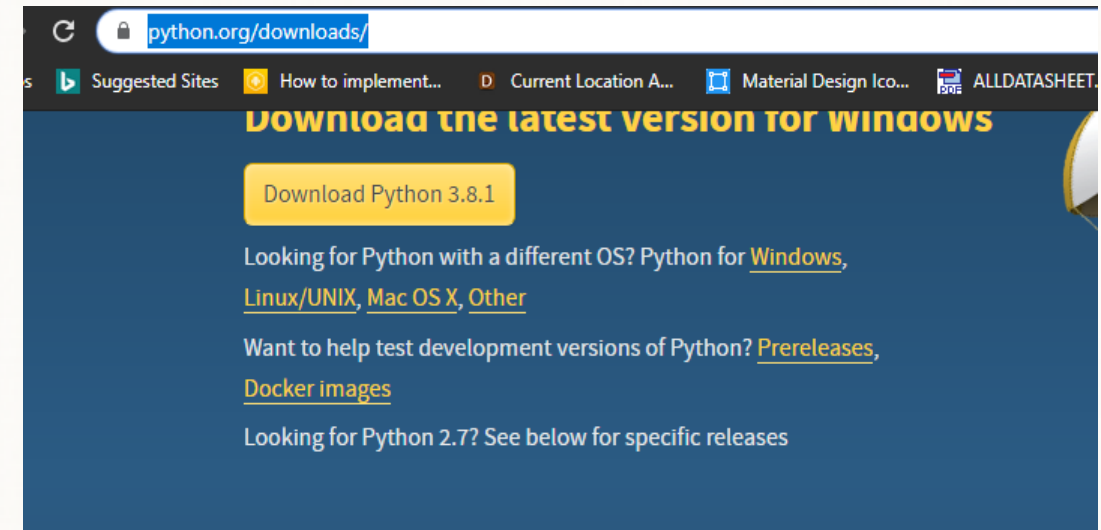 python.org/downloads/
Suggested Sites How to implement... Current Location A... Material Design Ico... ALLDATASHEET.
Download the latest version for Windows
Download Python 3.8.1
Looking for Python with a different OS? Python for Windows,
Linux/UNIX, Mac OS X, Other
Want to help test development versions of Python? Prereleases,
Docker images
Looking for Python 2.7? See below for specific releases